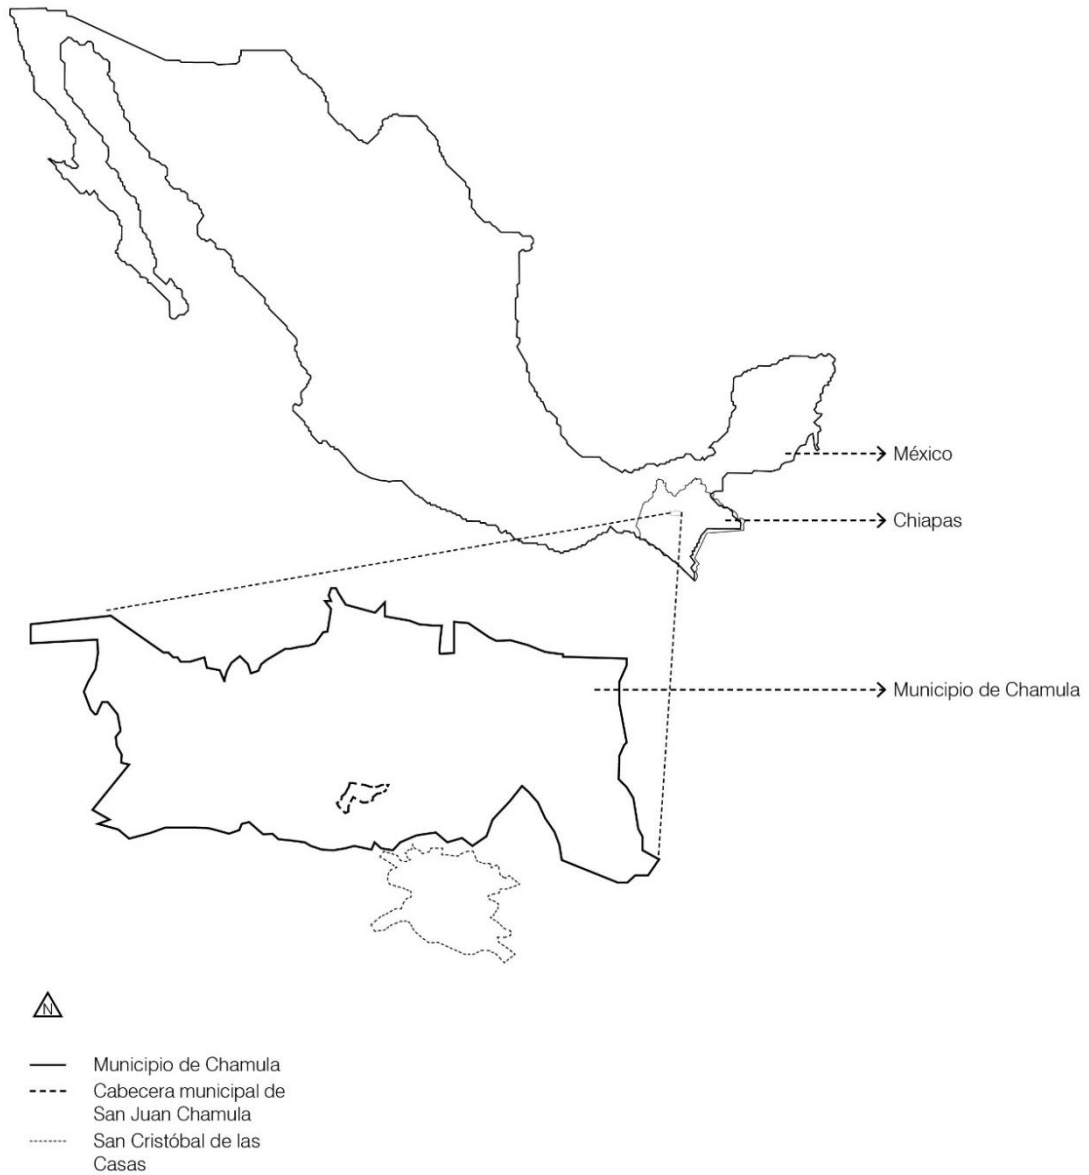 México
Chiapas
Municipio de Chamula
N
Municipio de Chamula
Cabecera municipal de
San Juan Chamula
San Cristóbal de las
Casas